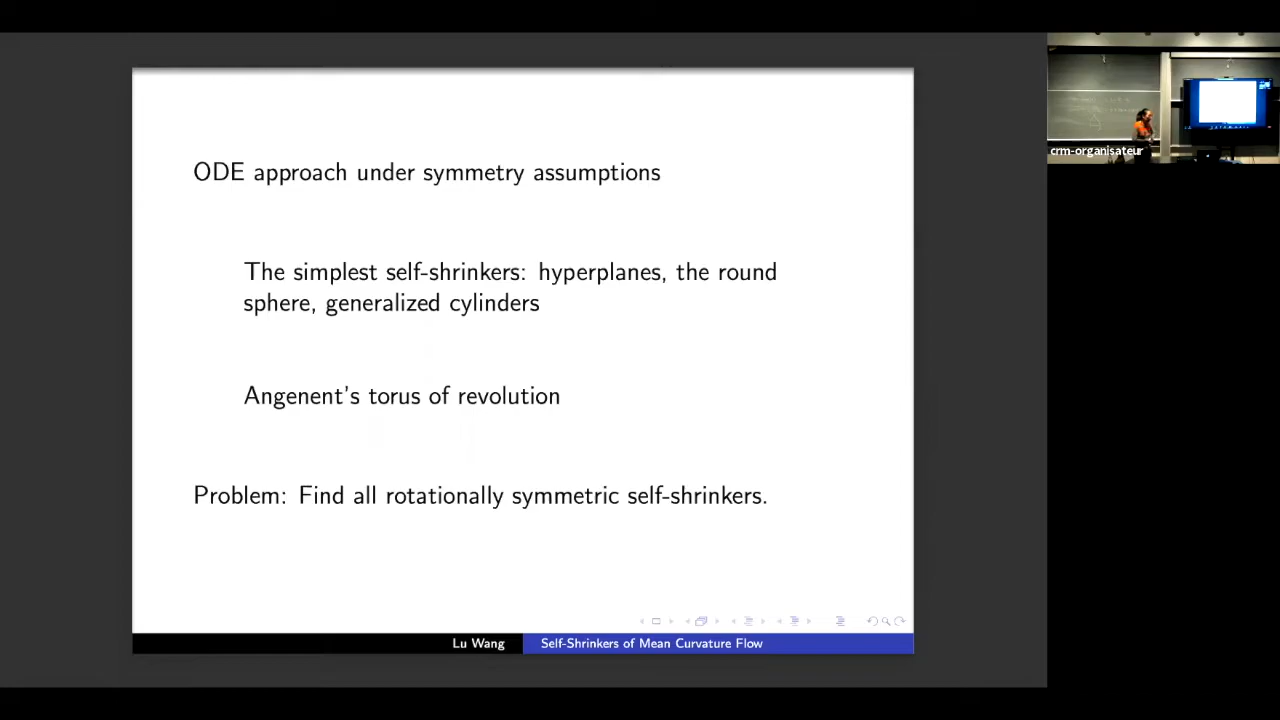 ODE approach under symmetry assumptions
The simplest self-shrinkers: hyperplanes, the round
sphere, generalized cylinders
Angenent's torus of revolution
Problem: Find all rotationally symmetric self-shrinkers.
Lu Wang
Self-Shrinkers of Mean Curvature Flow
crm-organisateur